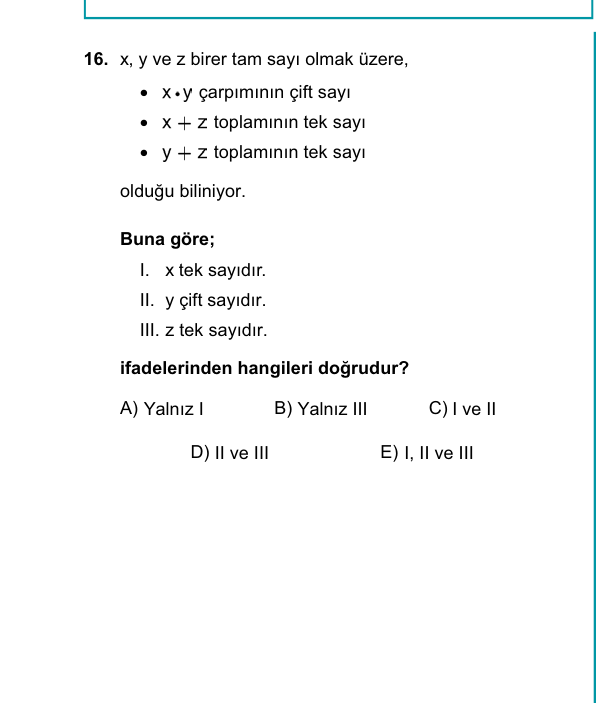 16. x, y ve z birer tam sayı olmak üzere,
• x • y çarpımının çift sayı
• x + z toplamının tek sayı
• y + z toplamının tek sayı
olduğu biliniyor.
Buna göre;
I. x tek sayıdır.
II. y çift sayıdır.
III. z tek sayıdır.
ifadelerinden hangileri doğrudur?
A) Yalnız I B) Yalnız III C) I ve II
D) II ve III E) I, II ve III